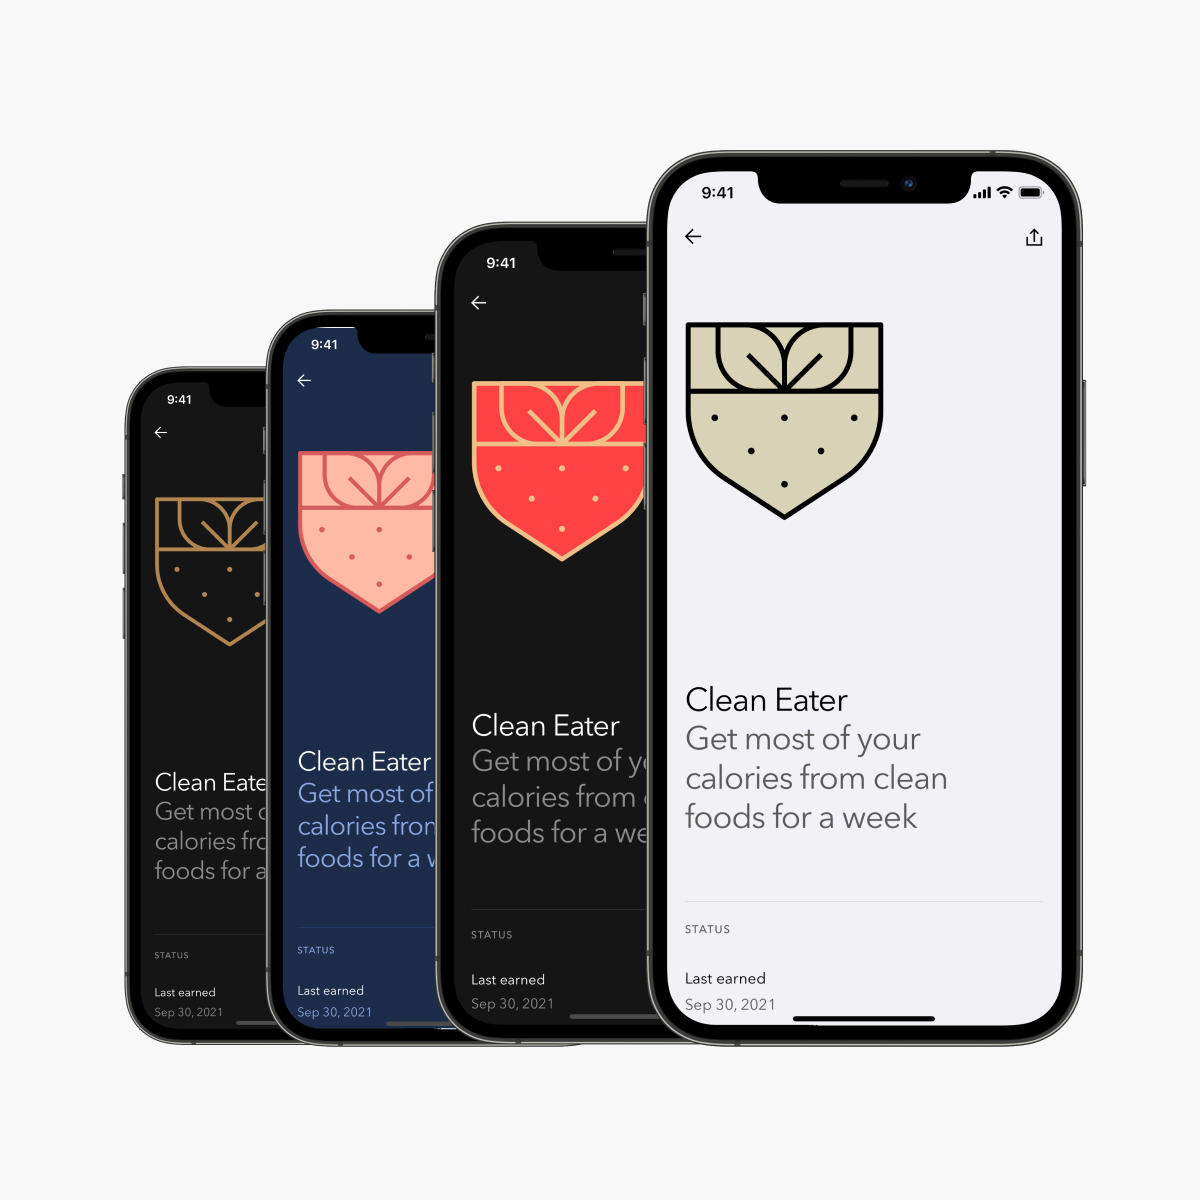 9:41
Clean Eate
Get most
calories
foods for a
STATUS
Last earned
Sep 30, 2021
9:41
Clean Eater
Get most of
calories from
foods for a
STATUS
Last earned
Sep 30, 2021
9:41
Clean Eater
Get most of
calories from
foods for a we
STATUS
Last earned
Sep 30, 2021
9:41
Clean Eater
Get most of your
calories from clean
foods for a week
STATUS
Last earned
Sep 30, 2021